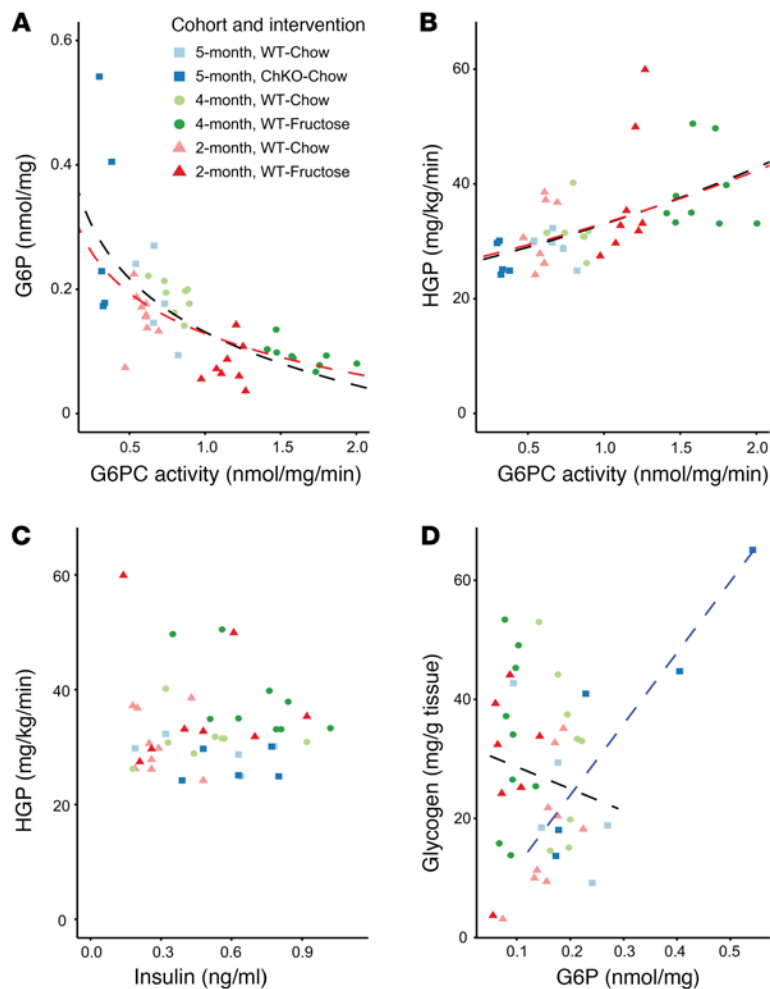 A
Cohort and intervention
5-month, WT-Chow
5-month, ChKO-Chow
4-month, WT-Chow
4-month, WT-Fructose
2-month, WT-Chow
2-month, WT-Fructose
G6P (nmol/mg)
0.6
0.4
0.2
0
0.5
1.0
1.5
2.0
G6PC activity (nmol/mg/min)
B
HGP (mg/kg/min)
60
40
20
0
0.5
1.0
1.5
2.0
G6PC activity (nmol/mg/min)
C
HGP (mg/kg/min)
60
40
20
0
0.0
0.3
0.6
0.9
Insulin (ng/ml)
D
Glycogen (mg/g tissue)
60
40
20
0
0.1
0.2
0.3
0.4
0.5
G6P (nmol/mg)